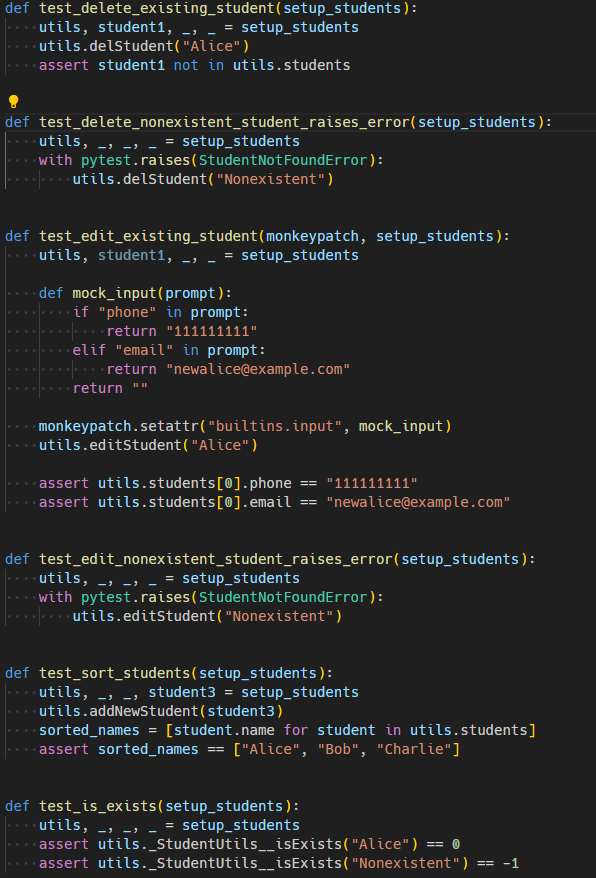 def test_delete_existing_student(setup_students):
    utils, student1, _, _ = setup_students
    utils.delStudent("Alice")
    assert student1 not in utils.students
def test_delete_nonexistent_student_raises_error(setup_students):
    utils, _, _, _ = setup_students
    with pytest.raises(StudentNotFoundError):
        utils.delStudent("Nonexistent")
def test_edit_existing_student(monkeypatch, setup_students):
    utils, student1, _, _ = setup_students
    def mock_input(prompt):
        if "phone" in prompt:
            return "111111111"
        elif "email" in prompt:
            return "newalice@example.com"
        return ""
    monkeypatch.setattr("builtins.input", mock_input)
    utils.editStudent("Alice")
    assert utils.students[0].phone == "111111111"
    assert utils.students[0].email == "newalice@example.com"
def test_edit_nonexistent_student_raises_error(setup_students):
    utils, _, _, _ = setup_students
    with pytest.raises(StudentNotFoundError):
        utils.editStudent("Nonexistent")
def test_sort_students(setup_students):
    utils, _, _, student3 = setup_students
    utils.addNewStudent(student3)
    sorted_names = [student.name for student in utils.students]
    assert sorted_names == ["Alice", "Bob", "Charlie"]
def test_is_exists(setup_students):
    utils, _, _, _ = setup_students
    assert utils._StudentUtils__isExists("Alice") == 0
    assert utils._StudentUtils__isExists("Nonexistent") == -1